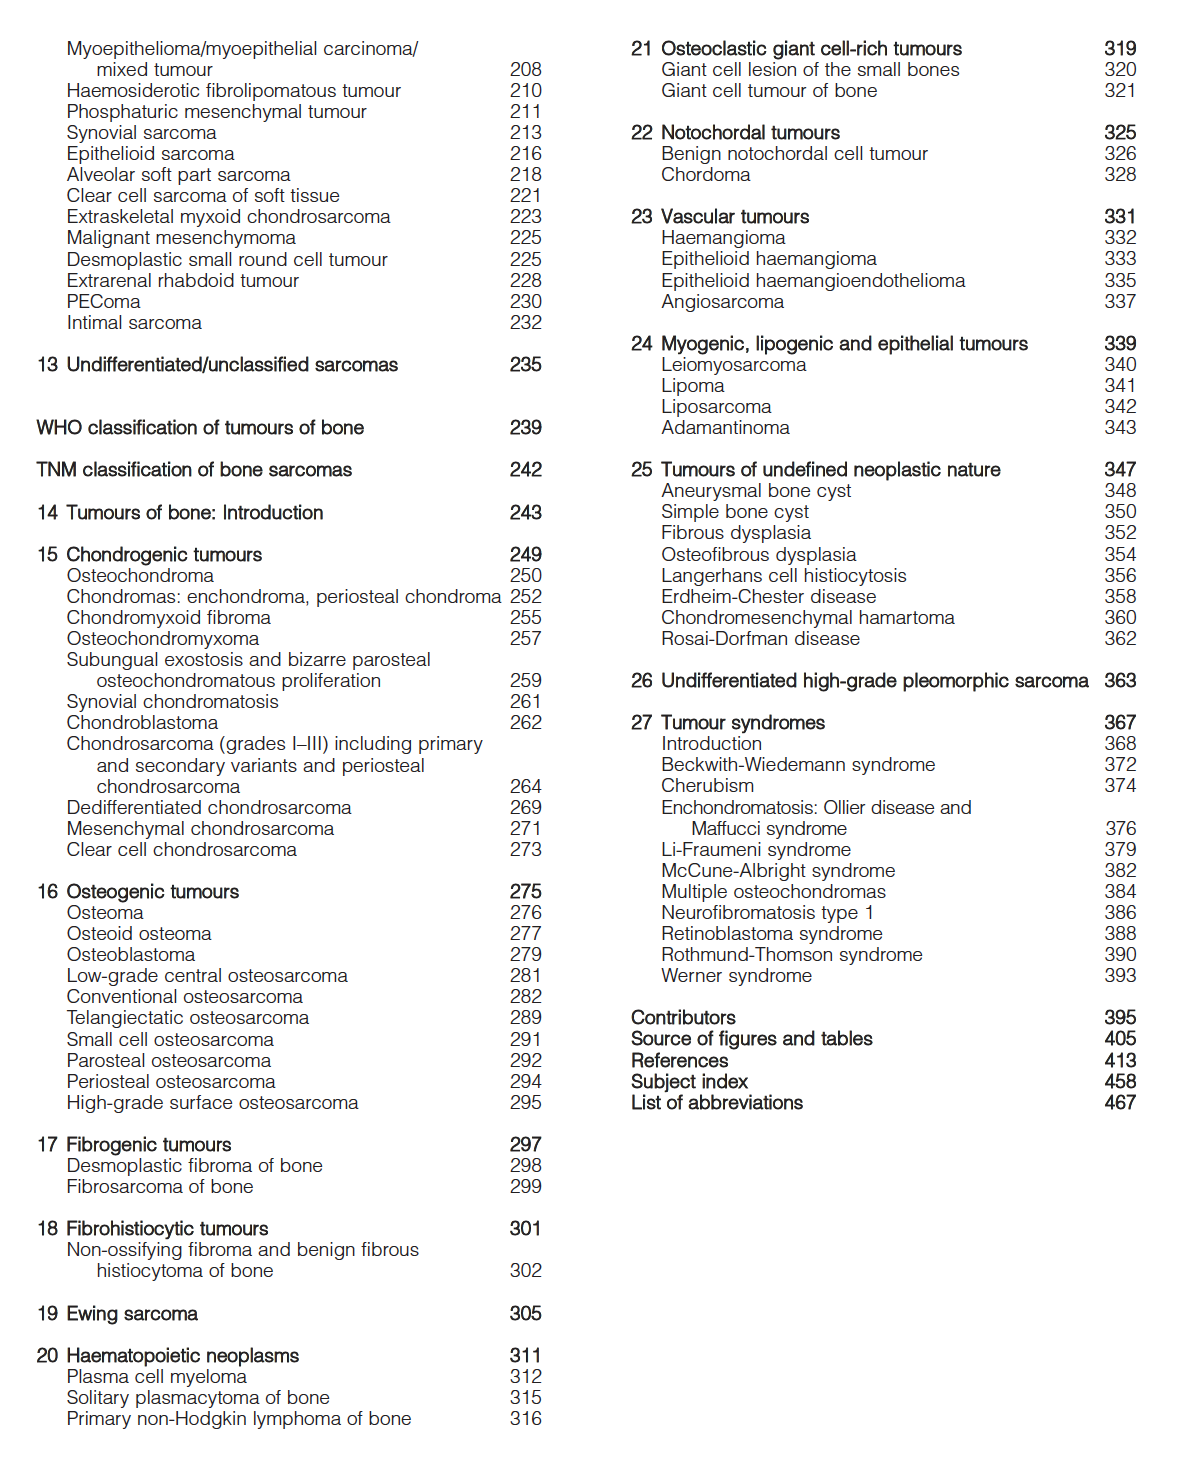 Myoepithelioma/myoepithelial carcinoma/
mixed tumour 208
Haemosiderotic fibrolipomatous tumour 210
Phosphaturic mesenchymal tumour 211
Synovial sarcoma 213
Epithelioid sarcoma 216
Alveolar soft part sarcoma 218
Clear cell sarcoma of soft tissue 221
Extraskeletal myxoid chondrosarcoma 223
Malignant mesenchymoma 225
Desmoplastic small round cell tumour 225
Extrarenal rhabdoid tumour 228
PEComa 230
Intimal sarcoma 232
13 Undifferentiated/unclassified sarcomas 235
WHO classification of tumours of bone 239
TNM classification of bone sarcomas 242
14 Tumours of bone: Introduction 243
15 Chondrogenic tumours 249
Osteochondroma 250
Chondromas: enchondroma, periosteal chondroma 252
Chondromyxoid fibroma 255
Osteochondromyxoma 257
Subungual exostosis and bizarre parosteal
osteochondromatous proliferation 259
Synovial chondromatosis 261
Chondroblastoma 262
Chondrosarcoma (grades I–III) including primary
and secondary variants and periosteal
chondrosarcoma 264
Dedifferentiated chondrosarcoma 269
Mesenchymal chondrosarcoma 271
Clear cell chondrosarcoma 273
16 Osteogenic tumours 275
Osteoma 276
Osteoid osteoma 277
Osteoblastoma 279
Low-grade central osteosarcoma 281
Conventional osteosarcoma 282
Telangiectatic osteosarcoma 289
Small cell osteosarcoma 291
Parosteal osteosarcoma 292
Periosteal osteosarcoma 294
High-grade surface osteosarcoma 295
17 Fibrogenic tumours 297
Desmoplastic fibroma of bone 298
Fibrosarcoma of bone 299
18 Fibrohistiocytic tumours 301
Non-ossifying fibroma and benign fibrous
histiocytoma of bone 302
19 Ewing sarcoma 305
20 Haematopoietic neoplasms 311
Plasma cell myeloma 312
Solitary plasmacytoma of bone 315
Primary non-Hodgkin lymphoma of bone 316
21 Osteoclastic giant cell-rich tumours 319
Giant cell lesion of the small bones 320
Giant cell tumour of bone 321
22 Notochordal tumours 325
Benign notochordal cell tumour 326
Chordoma 328
23 Vascular tumours 331
Haemangioma 332
Epithelioid haemangioma 333
Epithelioid haemangioendothelioma 335
Angiosarcoma 337
24 Myogenic, lipogenic and epithelial tumours 339
Leiomyosarcoma 340
Lipoma 341
Liposarcoma 342
Adamantinoma 343
25 Tumours of undefined neoplastic nature 347
Aneurysmal bone cyst 348
Simple bone cyst 350
Fibrous dysplasia 352
Osteofibrous dysplasia 354
Langerhans cell histiocytosis 356
Erdheim-Chester disease 358
Chondromesenchymal hamartoma 360
Rosai-Dorfman disease 362
26 Undifferentiated high-grade pleomorphic sarcoma 363
27 Tumour syndromes 367
Introduction 368
Beckwith-Wiedemann syndrome 372
Cherubism 374
Enchondromatosis: Ollier disease and
Maffucci syndrome 376
Li-Fraumeni syndrome 379
McCune-Albright syndrome 382
Multiple osteochondromas 384
Neurofibromatosis type 1 386
Retinoblastoma syndrome 388
Rothmund-Thomson syndrome 390
Werner syndrome 393
Contributors 395
Source of figures and tables 405
References 413
Subject index 458
List of abbreviations 467